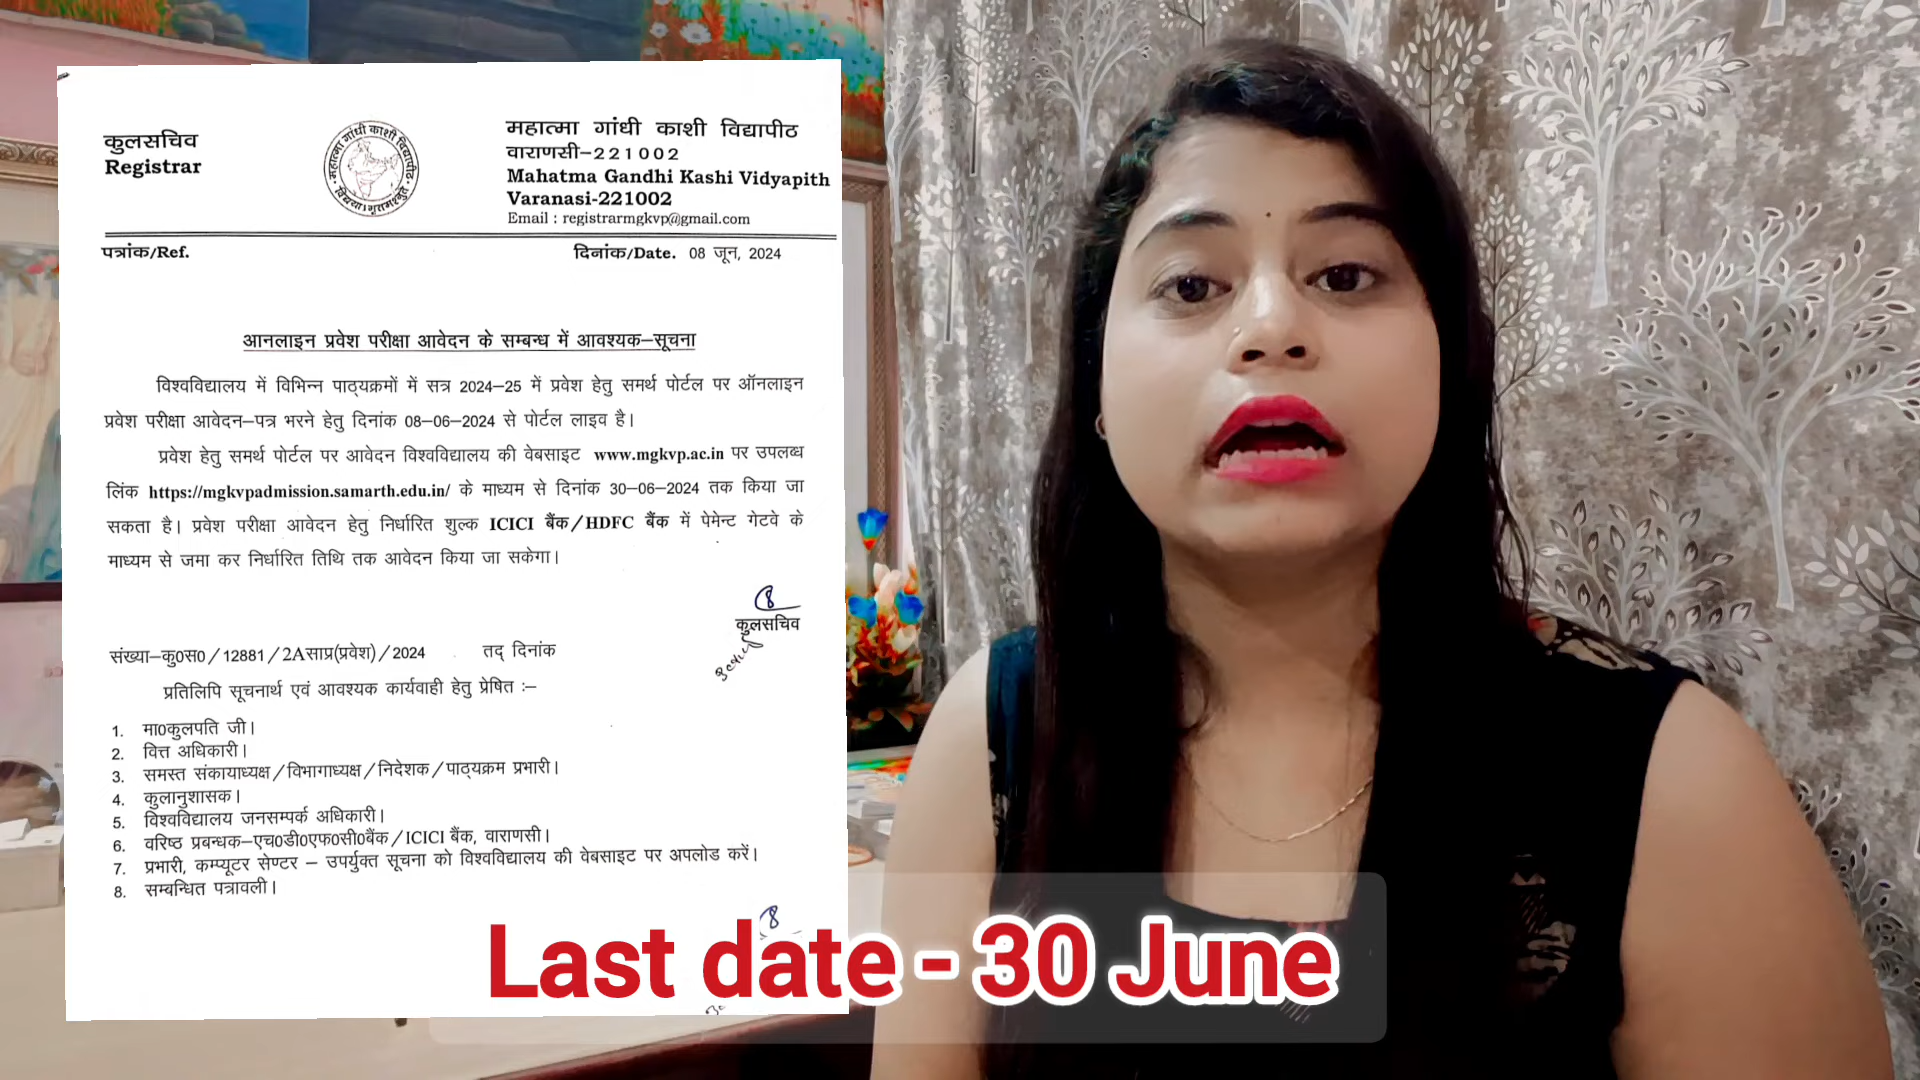 कुलसचिव
Registrar
महात्मा गांधी काशी विद्यापीठ
वाराणसी–221002
Mahatma Gandhi Kashi Vidyapith
Varanasi-221002
Email : registrarmgkvp@gmail.com
पत्रांक/Ref.
दिनांक/Date. 08 जून, 2024
आनलाइन प्रवेश परीक्षा आवेदन के सम्बन्ध में आवश्यक–सूचना
विश्वविद्यालय में विभिन्न पाठ्यक्रमों में सत्र 2024–25 में प्रवेश हेतु समर्थ पोर्टल पर ऑनलाइन
प्रवेश परीक्षा आवेदन–पत्र भरने हेतु दिनांक 08–06–2024 से पोर्टल लाइव है।
प्रवेश हेतु समर्थ पोर्टल पर आवेदन विश्वविद्यालय की वेबसाइट www.mgkvp.ac.in पर उपलब्ध
लिंक https://mgkvpadmission.samarth.edu.in/ के माध्यम से दिनांक 30–06–2024 तक किया जा
सकता है। प्रवेश परीक्षा आवेदन हेतु निर्धारित शुल्क ICICI बैंक/HDFC बैंक में पेमेन्ट गेटवे के
माध्यम से जमा कर निर्धारित तिथि तक आवेदन किया जा सकेगा।
कुलसचिव
संख्या–कु0स0/12881/2Aसाप्र(प्रवेश)/2024 तद् दिनांक
प्रतिलिपि सूचनार्थ एवं आवश्यक कार्यवाही हेतु प्रेषित :–
1. मा0कुलपति जी।
2. वित्त अधिकारी।
3. समस्त संकायाध्यक्ष/विभागाध्यक्ष/निदेशक/पाठ्यक्रम प्रभारी।
4. कुलानुशासक।
5. विश्वविद्यालय जनसम्पर्क अधिकारी।
6. वरिष्ठ प्रबन्धक–एच0डी0एफ0सी0बैंक/ICICI बैंक, वाराणसी।
7. प्रभारी, कम्प्यूटर सेण्टर – उपर्युक्त सूचना को विश्वविद्यालय की वेबसाइट पर अपलोड करें।
8. सम्बन्धित पत्रावली।
Last date - 30 June